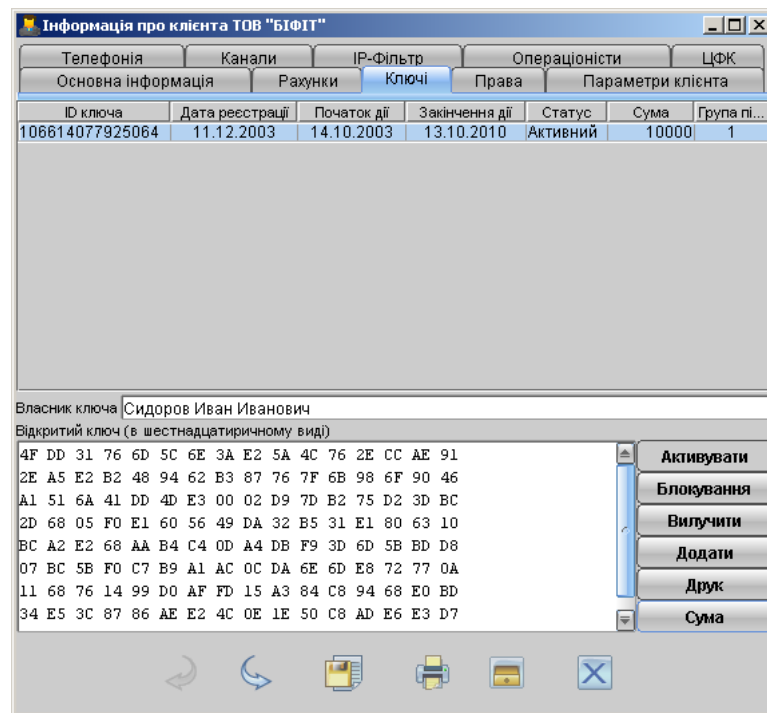 Інформація про клієнта ТОВ "БІФІТ"
Телефонія Канали IP-Фільтр Операціоністи ЦФК
Основна інформація Рахунки Ключі Права Параметри клієнта
ID ключа Дата реєстрації Початок дії Закінчення дії Статус Сума Група пі...
106614077925064 11.12.2003 14.10.2003 13.10.2010 Активний 10000 1
Власник ключа Сидоров Иван Иванович
Відкритий ключ (в шестнадцатиричному виді)
4F DD 31 76 6D 5C 6E 3A E2 5A 4C 76 2E CC AE 91
2E A5 E2 B2 48 94 62 B3 87 76 7F 6B 98 6F 90 46
A1 51 6A 41 DD 4D E3 00 02 D9 7D B2 75 D2 3D BC
2D 68 05 F0 E1 60 56 49 DA 32 B5 31 E1 80 63 10
BC A2 E2 68 AA B4 C4 0D A4 DB F9 3D 6D 5B BD D8
07 BC 5B F0 C7 B9 A1 AC 0C DA 6E 6D E8 72 77 0A
11 68 76 14 99 D0 AF FD 15 A3 84 C8 94 68 E0 BD
34 E5 3C 87 86 AE E2 4C 0E 1E 50 C8 AD E6 E3 D7
Активувати
Блокування
Вилучити
Додати
Друк
Сума